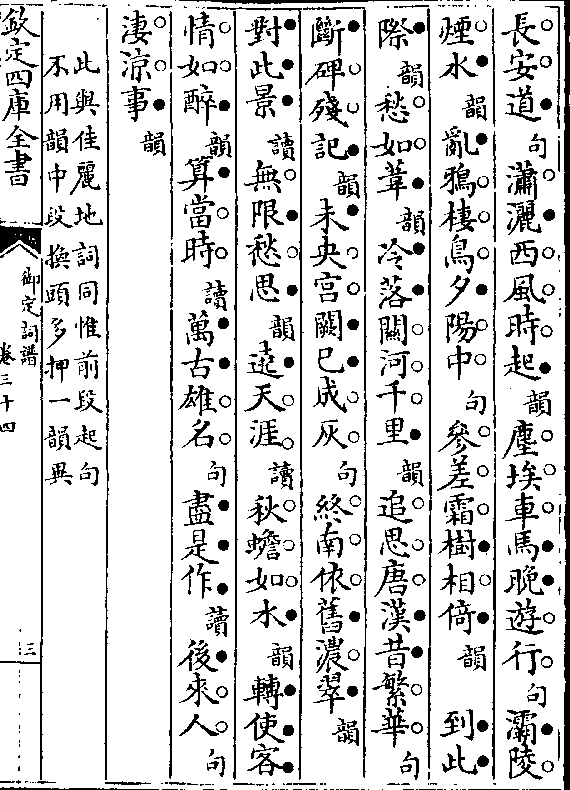 長安道句瀟灑西風時起韻塵埃車馬晚遊行句灞陵
煙水韻亂鴉棲鳥夕陽中句參差霜樹相倚韻到此
際韻愁如葦韻冷落關河千里韻追思唐漢昔繁華句
斷碑殘記韻未央宮闕已成灰句終南依舊濃翠韻
對此景讀無限愁思韻遶天涯讀秋蟾如水韻轉使客
情如醉韻算當時讀萬古雄名句盡是作讀後來人句
淒涼事韻
此與佳麗地詞同惟前段起句
不用韻中段換頭多押一韻異
欽定四庫全書
御定詞譜
卷三十四
三